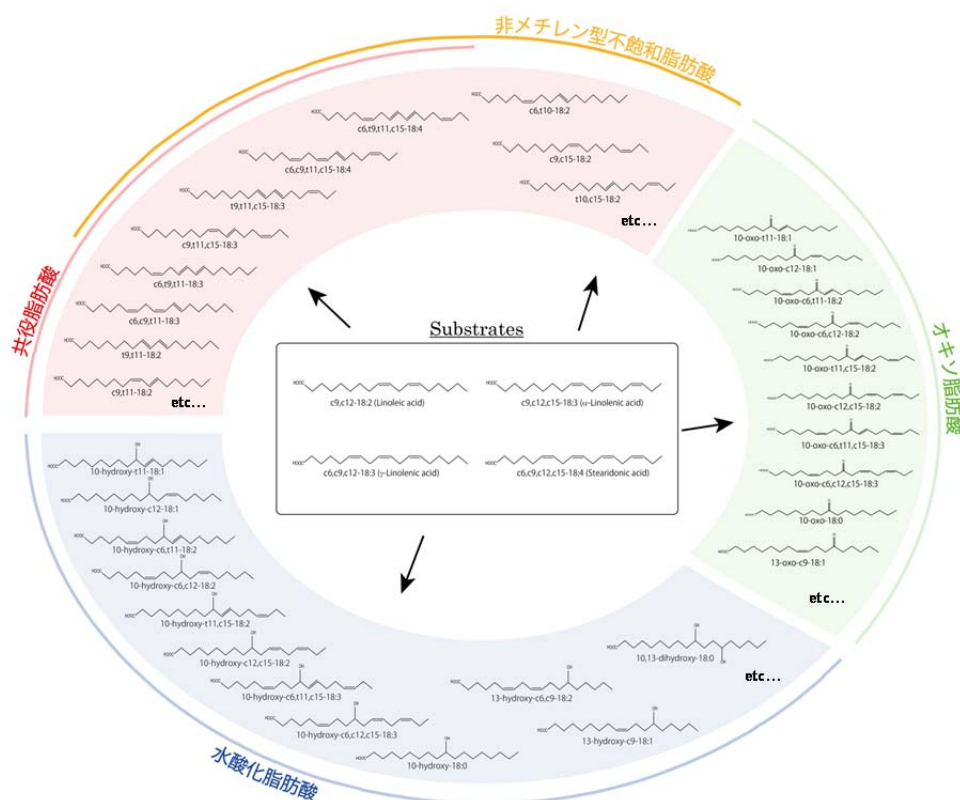 非メチレン型不飽和脂肪酸
共役脂肪酸
c6,t10-18:2
c9,c15-18:2
t10,c15-18:2
etc...
c6,t9,t11,c15-18:4
c6,c9,t11,c15-18:4
t9,t11,c15-18:3
c9,t11,c15-18:3
c6,t9,t11-18:3
c6,c9,t11-18:3
t9,t11-18:2
c9,t11-18:2
etc...
オキソ脂肪酸
10-oxo-t11-18:1
10-oxo-c12-18:1
10-oxo-c6,t11-18:2
10-oxo-c6,c12-18:2
10-oxo-t11,c15-18:2
10-oxo-c12,c15-18:2
10-oxo-c6,t11,c15-18:3
10-oxo-c6,c12,c15-18:3
10-oxo-18:0
13-oxo-c9-18:1
etc...
Substrates
HOOC
c9,c12-18:2 (Linoleic acid)
HOOC
c9,c12,c15-18:3 (α-Linolenic acid)
HOOC
c6,c9,c12-18:3 (γ-Linolenic acid)
HOOC
c6,c9,c12,c15-18:4 (Stearidonic acid)
水酸化脂肪酸
10-hydroxy-t11-18:1
10-hydroxy-c12-18:1
10-hydroxy-c6,t11-18:2
10-hydroxy-c6,c12-18:2
10-hydroxy-t11,c15-18:2
10-hydroxy-c12,c15-18:2
10-hydroxy-c6,t11,c15-18:3
10-hydroxy-c6,c12,c15-18:3
10-hydroxy-18:0
13-hydroxy-c6,c9-18:2
13-hydroxy-c9-18:1
10,13-dihydroxy-18:0
etc...